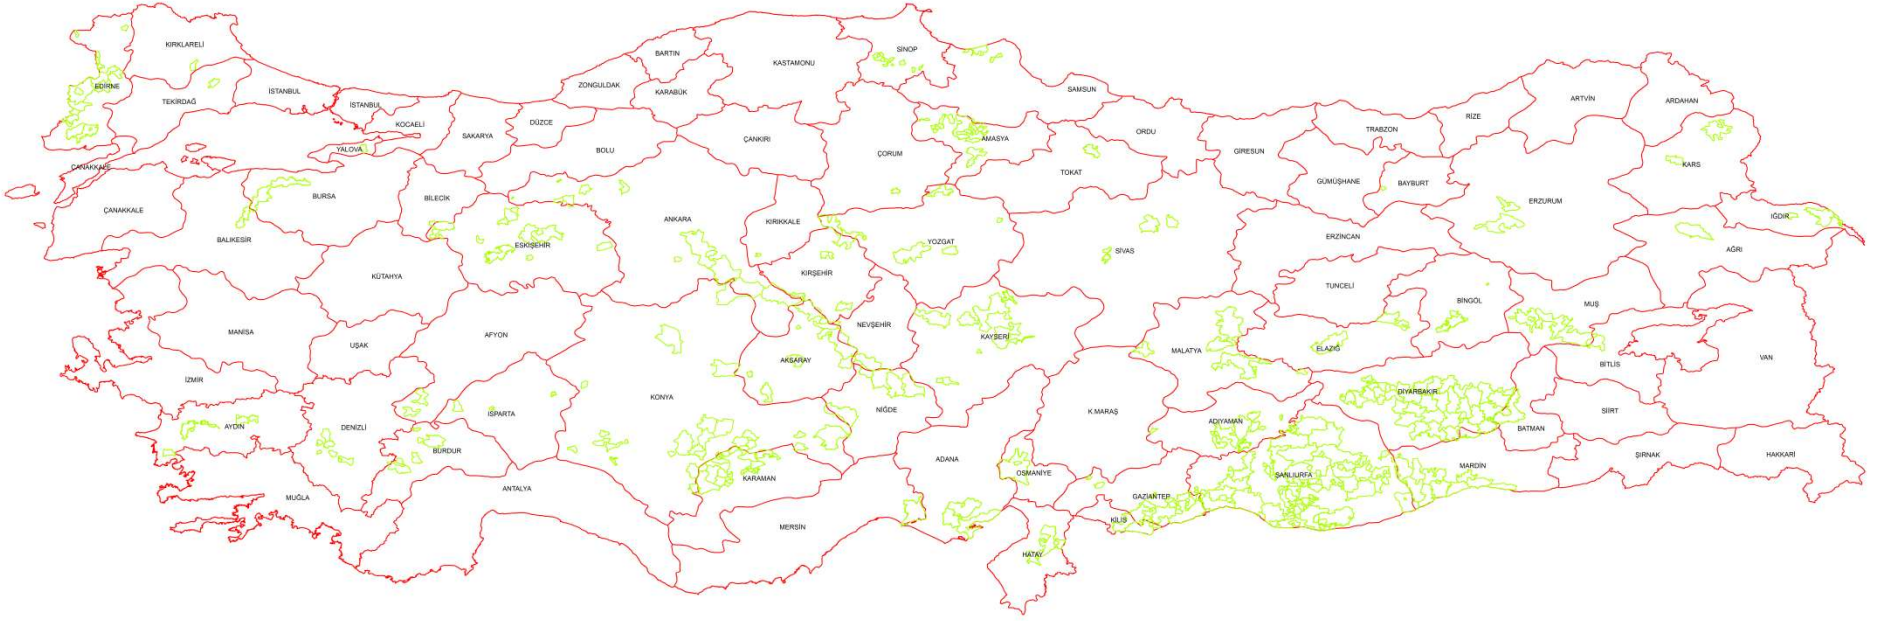 BARTIN
KIRKLARELİ
SİNOP
KASTAMONU
EDİRNE
ZONGULDAK
KARABÜK
İSTANBUL
SAMSUN
TEKİRDAĞ
İSTANBUL
ARTVİN
ARDAHAN
KOCAELİ
DÜZCE
RİZE
SAKARYA
TRABZON
ORDU
AMASYA
ÇANKIRI
YALOVA
BOLU
ÇORUM
GİRESUN
KARS
ÇANAKKALE
TOKAT
GÜMÜŞHANE
BAYBURT
BURSA
BİLECİK
ERZURUM
ÇANAKKALE
ANKARA
KIRIKKALE
IĞDIR
BALIKESİR
ESKİŞEHİR
YOZGAT
ERZİNCAN
SİVAS
AĞRI
KÜTAHYA
KIRŞEHİR
TUNCELİ
BİNGÖL
MUŞ
NEVŞEHİR
MANİSA
AFYON
KAYSERİ
UŞAK
ELAZIĞ
MALATYA
AKSARAY
VAN
BİTLİS
İZMİR
DİYARBAKIR
KONYA
NİĞDE
K.MARAŞ
SİİRT
ISPARTA
ADIYAMAN
AYDIN
DENİZLİ
BATMAN
BURDUR
ŞIRNAK
HAKKARİ
ADANA
MARDİN
OSMANİYE
ŞANLIURFA
KARAMAN
ANTALYA
GAZİANTEP
MUĞLA
KİLİS
MERSİN
HATAY